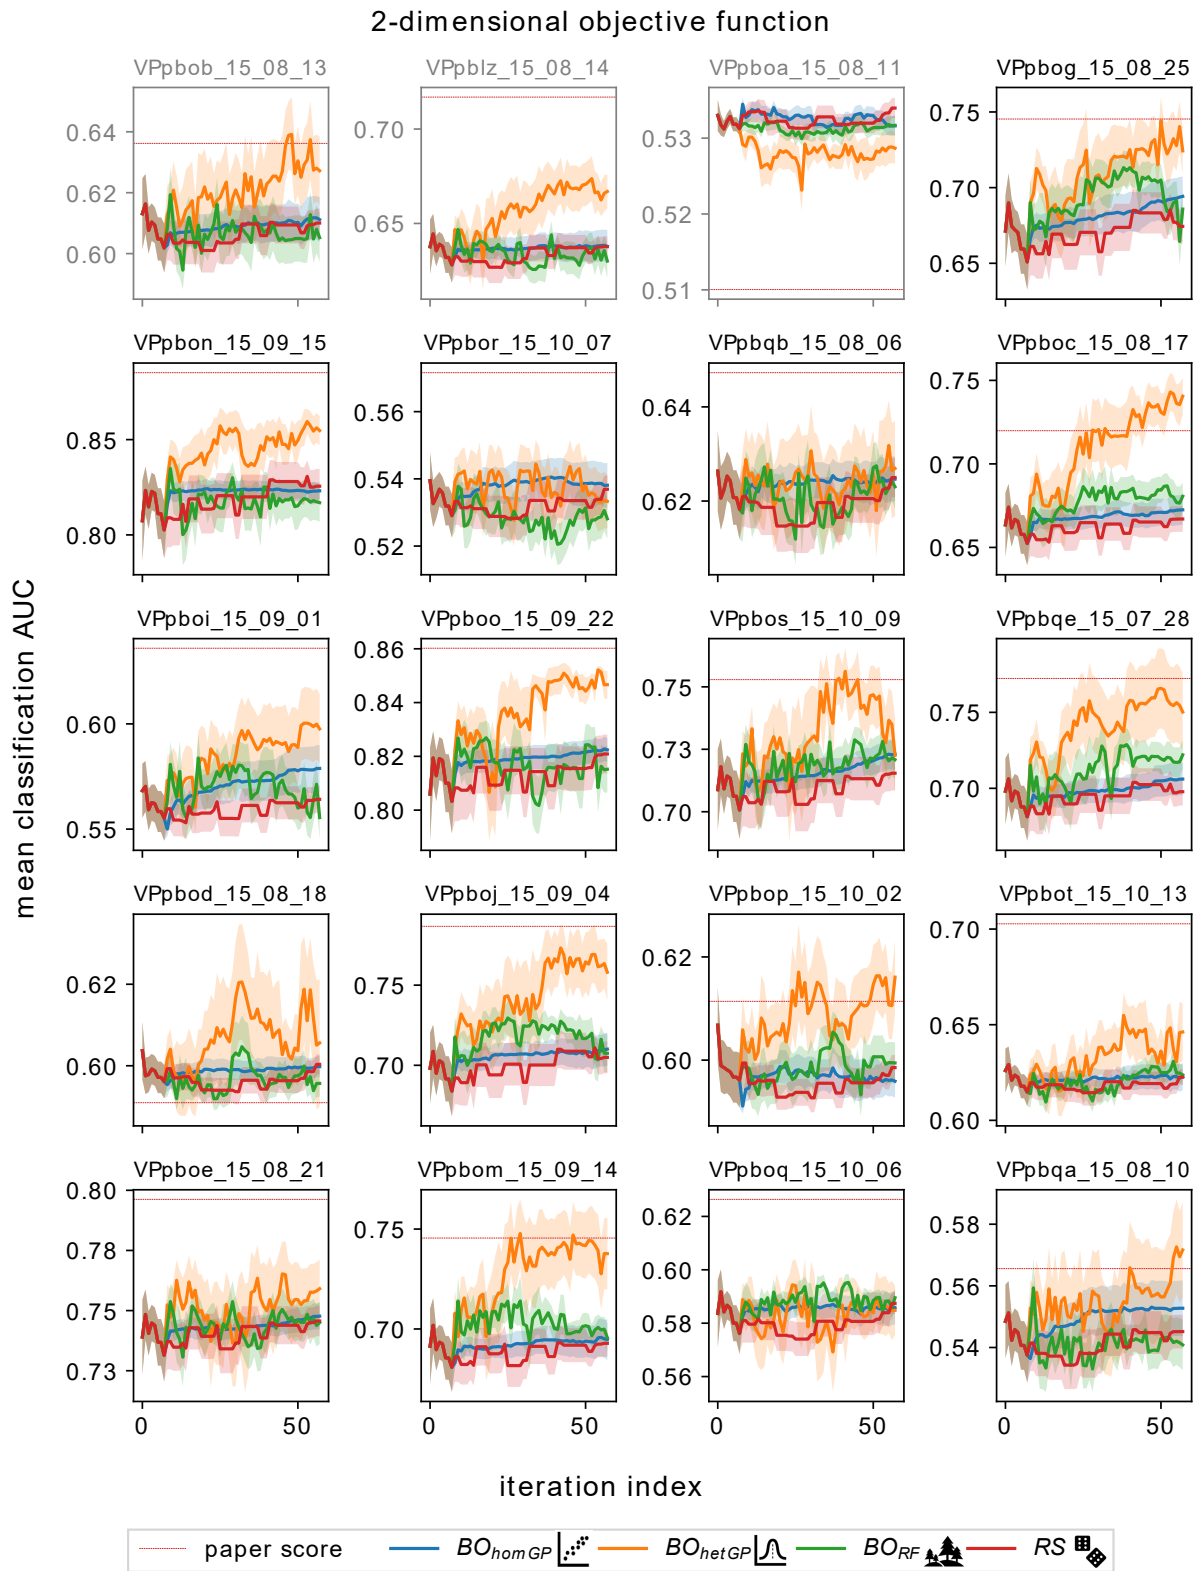 2-dimensional objective function
VPpbob_15_08_13
VPpblz_15_08_14
VPpboa_15_08_11
VPpbog_15_08_25
0.64
0.62
0.60
0.70
0.65
0.53
0.52
0.51
0.75
0.70
0.65
VPpbon_15_09_15
VPpbor_15_10_07
VPpbqb_15_08_06
VPpboc_15_08_17
0.85
0.80
0.56
0.54
0.52
0.64
0.62
0.75
0.70
0.65
VPpboi_15_09_01
VPpboo_15_09_22
VPpbos_15_10_09
VPpbqe_15_07_28
0.60
0.55
0.86
0.84
0.82
0.80
0.75
0.73
0.70
0.75
0.70
mean classification AUC
VPpbod_15_08_18
VPpboj_15_09_04
VPpbop_15_10_02
VPpbot_15_10_13
0.62
0.60
0.75
0.70
0.62
0.60
0.70
0.65
0.60
VPpboe_15_08_21
VPpbom_15_09_14
VPpboq_15_10_06
VPpbqa_15_08_10
0.80
0.78
0.75
0.73
0.75
0.70
0.62
0.60
0.58
0.56
0.58
0.56
0.54
0 50
0 50
0 50
0 50
iteration index
paper score BO_homGP BO_hetGP BO_RF RS